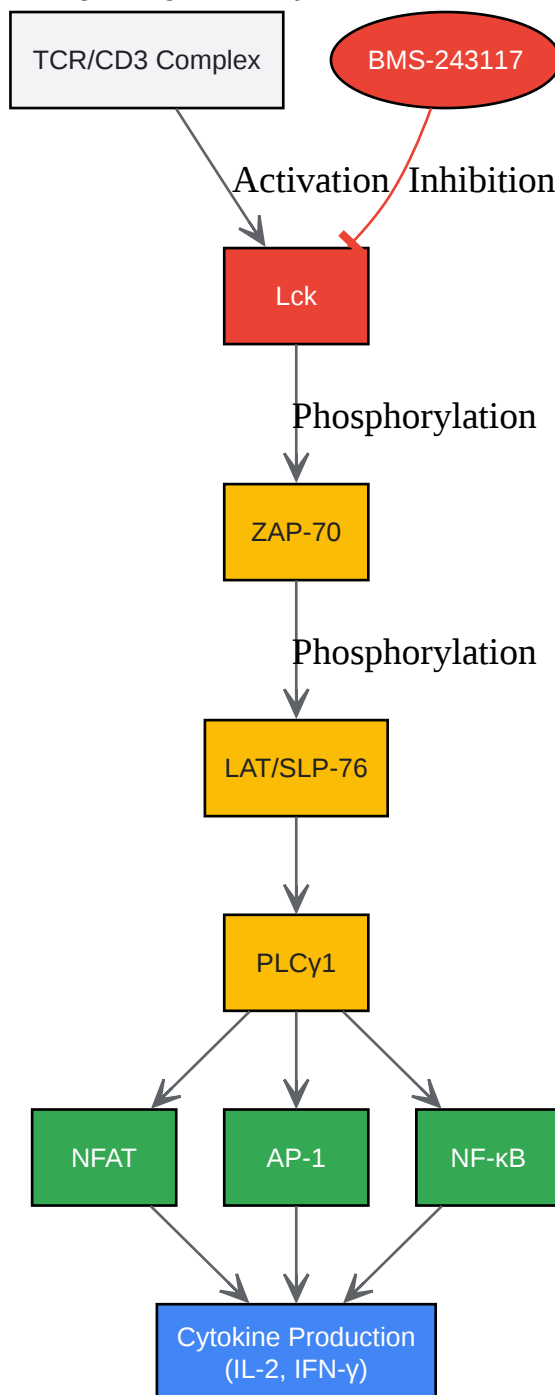 TCR/CD3 Complex
BMS-243117
Activation
Inhibition
Lck
Phosphorylation
ZAP-70
Phosphorylation
LAT/SLP-76
PLCγ1
NFAT
AP-1
NF-κB
Cytokine Production
(IL-2, IFN-γ)